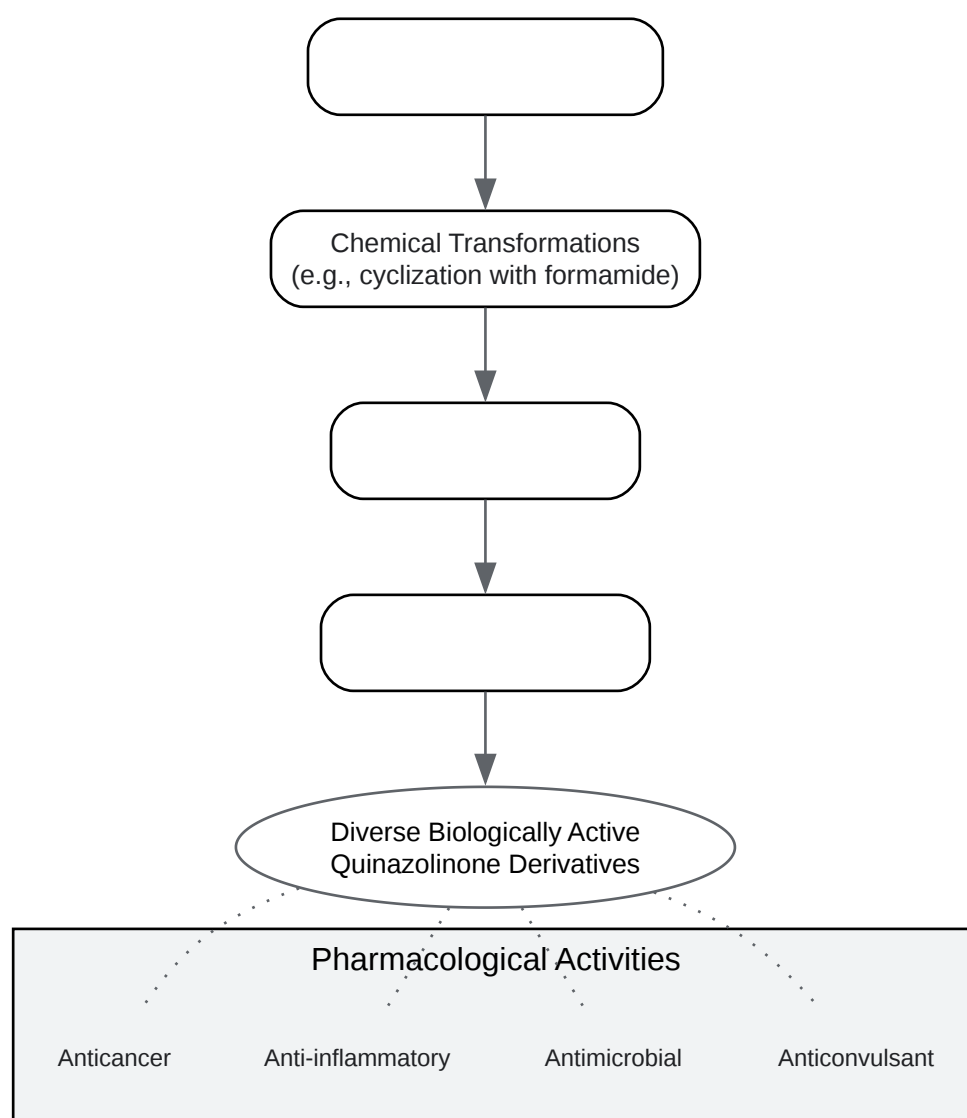 Chemical Transformations
(e.g., cyclization with formamide)
Diverse Biologically Active
Quinazolinone Derivatives
Pharmacological Activities
Anticancer
Anti-inflammatory
Antimicrobial
Anticonvulsant